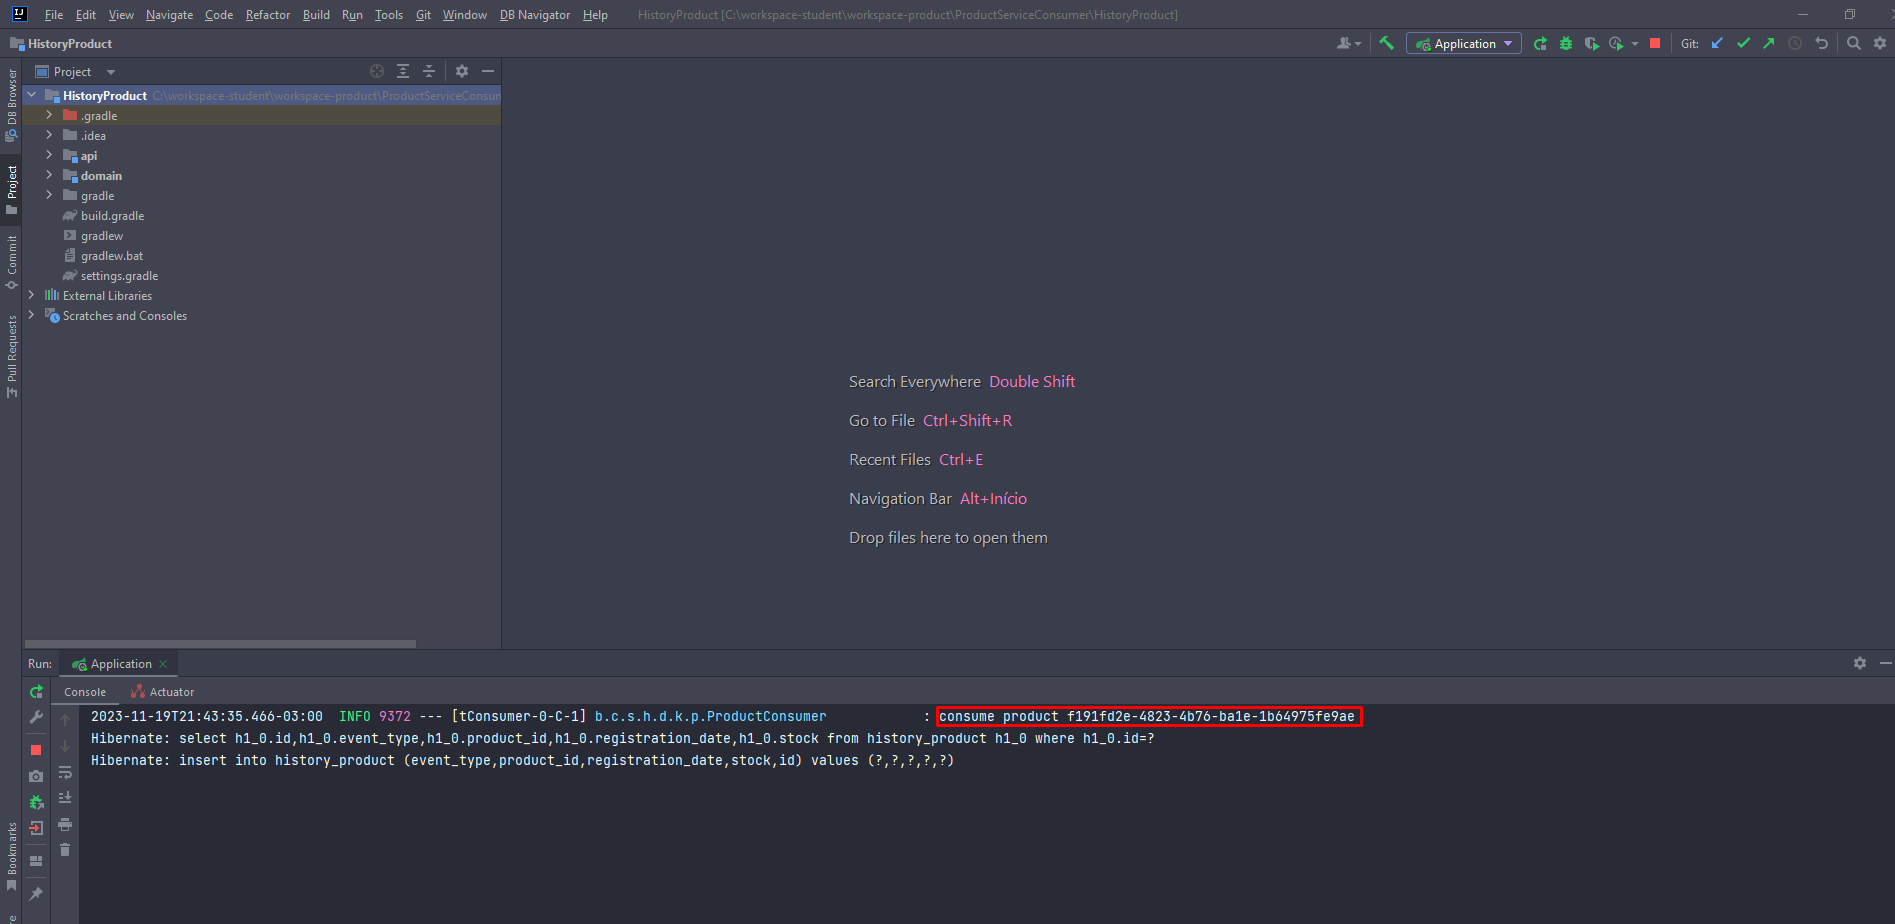 IJ File Edit View Navigate Code Refactor Build Run Tools Git Window DB Navigator Help HistoryProduct [C:\workspace-student\workspace-product\ProductServiceConsumer\HistoryProduct]
HistoryProduct Application Git:
DB Browser
Project
Commit
Pull Requests
Bookmarks
Project
HistoryProduct C:\workspace-student\workspace-product\ProductServiceConsum
.gradle
.idea
api
domain
gradle
build.gradle
gradlew
gradlew.bat
settings.gradle
External Libraries
Scratches and Consoles
Search Everywhere Double Shift
Go to File Ctrl+Shift+R
Recent Files Ctrl+E
Navigation Bar Alt+Início
Drop files here to open them
Run: Application
Console Actuator
2023-11-19T21:43:35.466-03:00 INFO 9372 --- [tConsumer-0-C-1] b.c.s.h.d.k.p.ProductConsumer : consume product f191fd2e-4823-4b76-ba1e-1b64975fe9ae
Hibernate: select h1_0.id,h1_0.event_type,h1_0.product_id,h1_0.registration_date,h1_0.stock from history_product h1_0 where h1_0.id=?
Hibernate: insert into history_product (event_type,product_id,registration_date,stock,id) values (?,?,?,?,?)